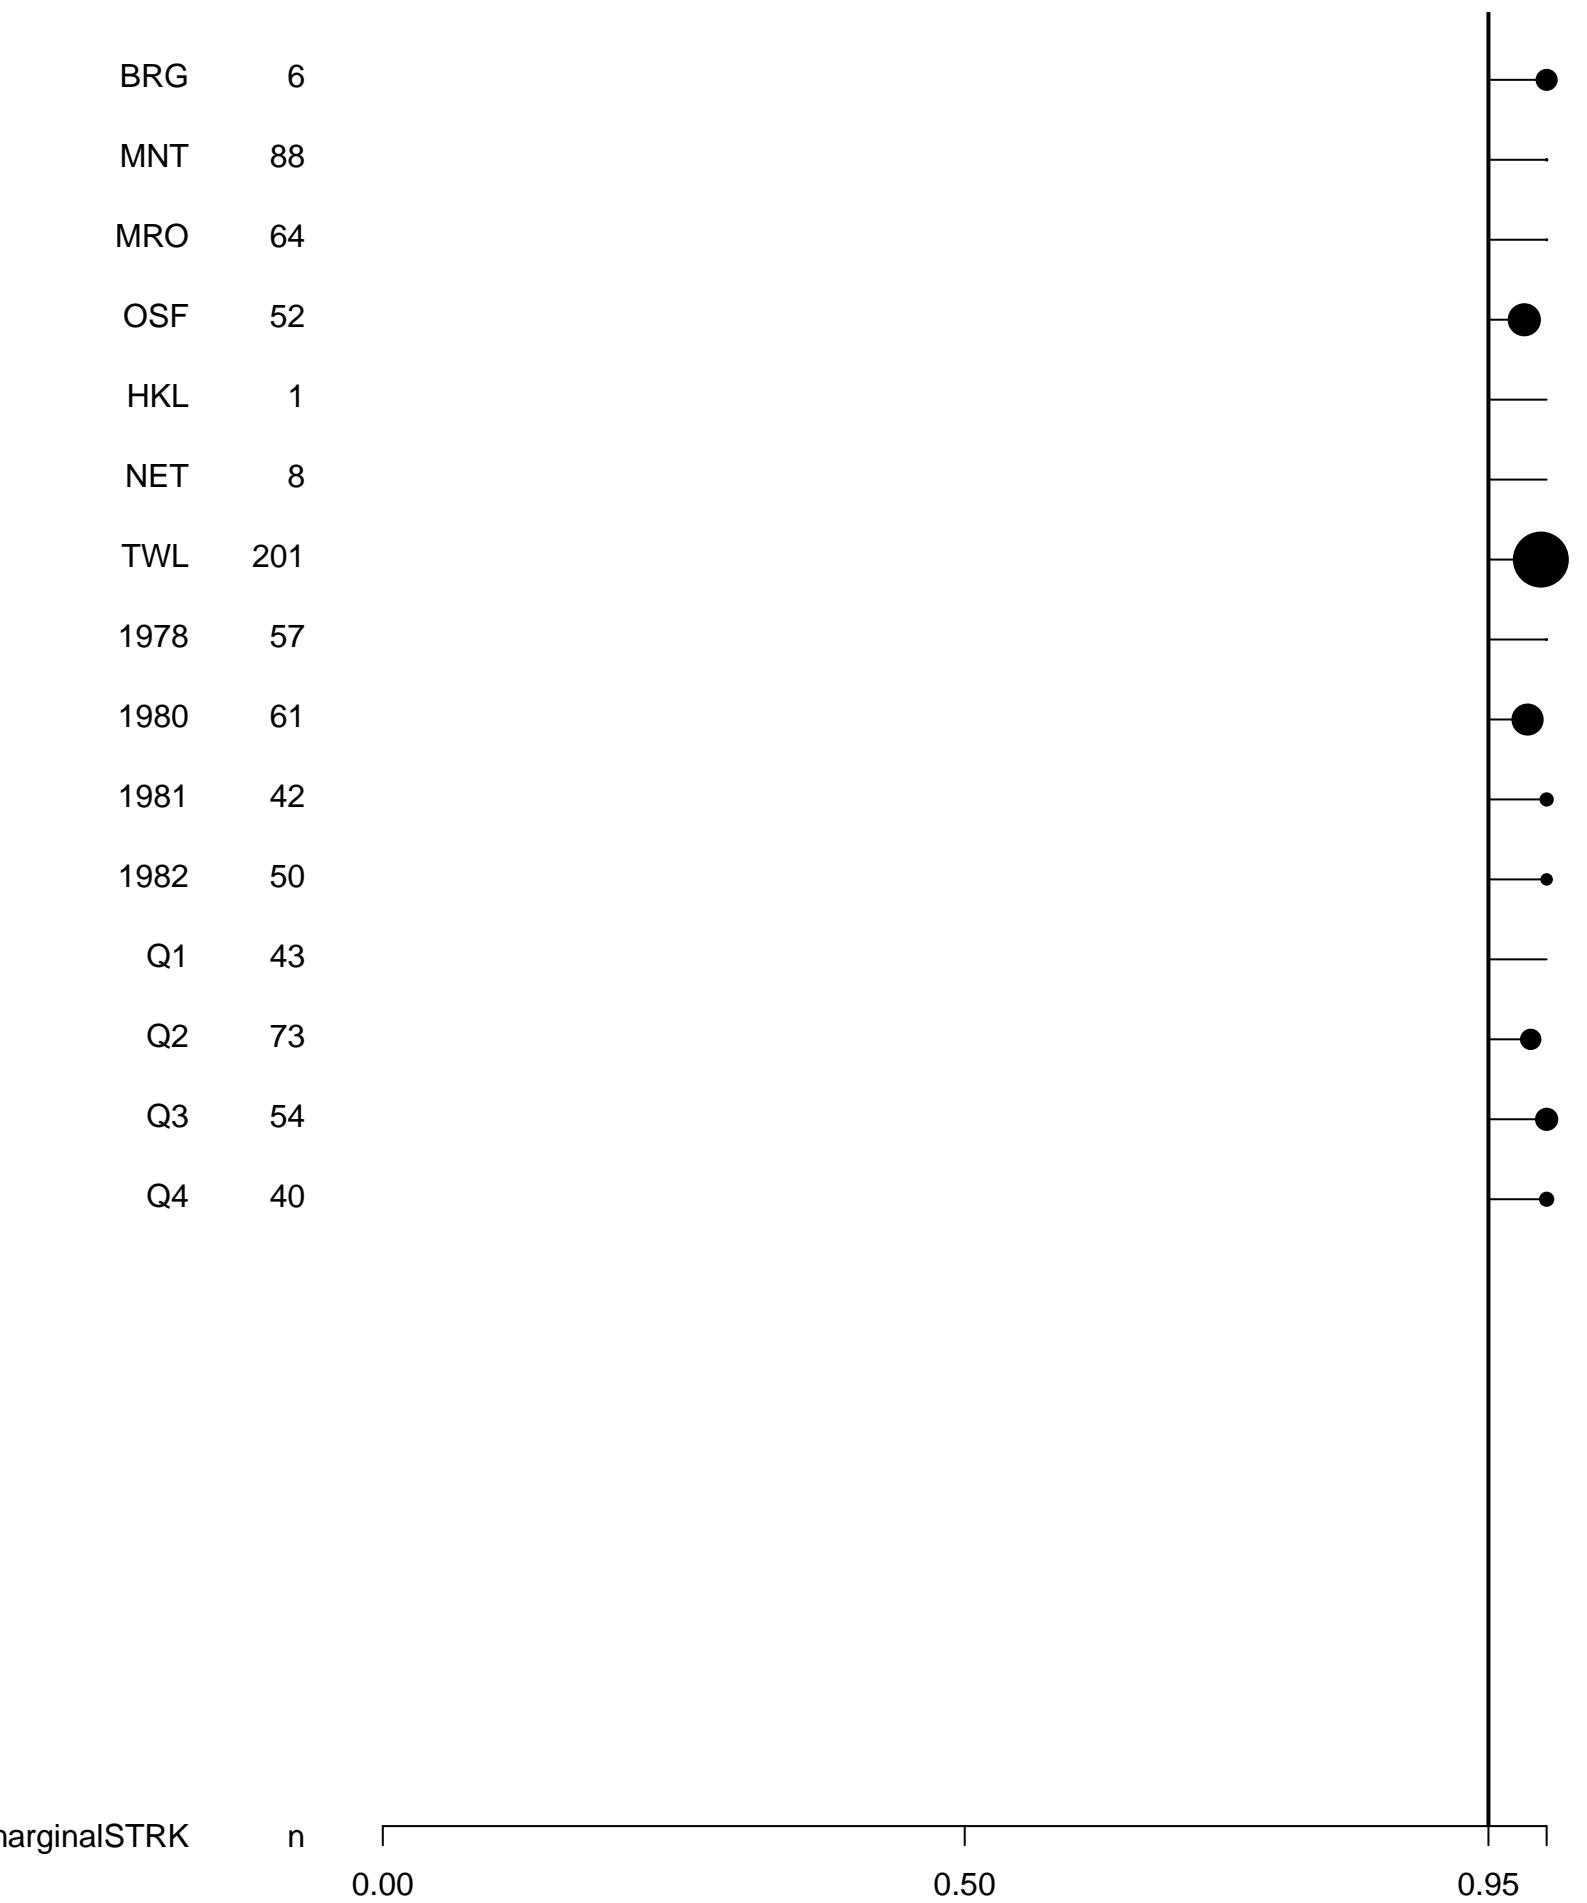 BRG 6
MNT 88
MRO 64
OSF 52
HKL 1
NET 8
TWL 201
1978 57
1980 61
1981 42
1982 50
Q1 43
Q2 73
Q3 54
Q4 40
arginalSTRK n
0.00 0.50 0.95